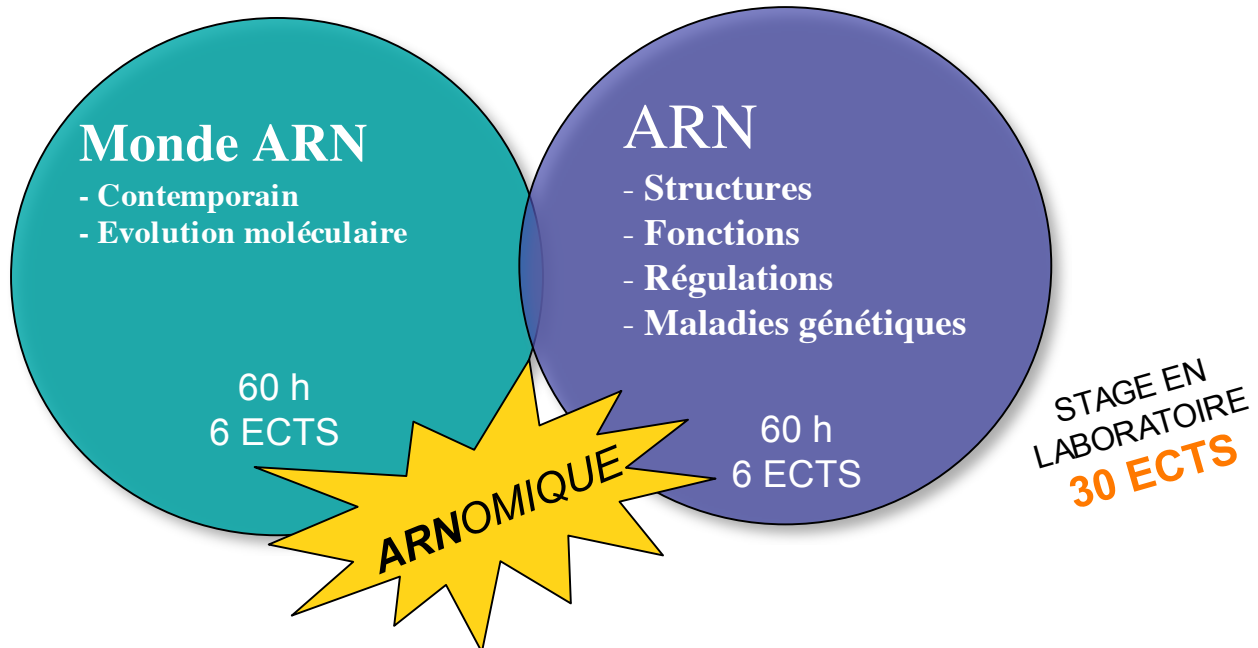 Monde ARN
- Contemporain
- Evolution moléculaire
60 h
6 ECTS
ARN
- Structures
- Fonctions
- Régulations
- Maladies génétiques
60 h
6 ECTS
ARNOMIQUE
STAGE EN
LABORATOIRE
30 ECTS